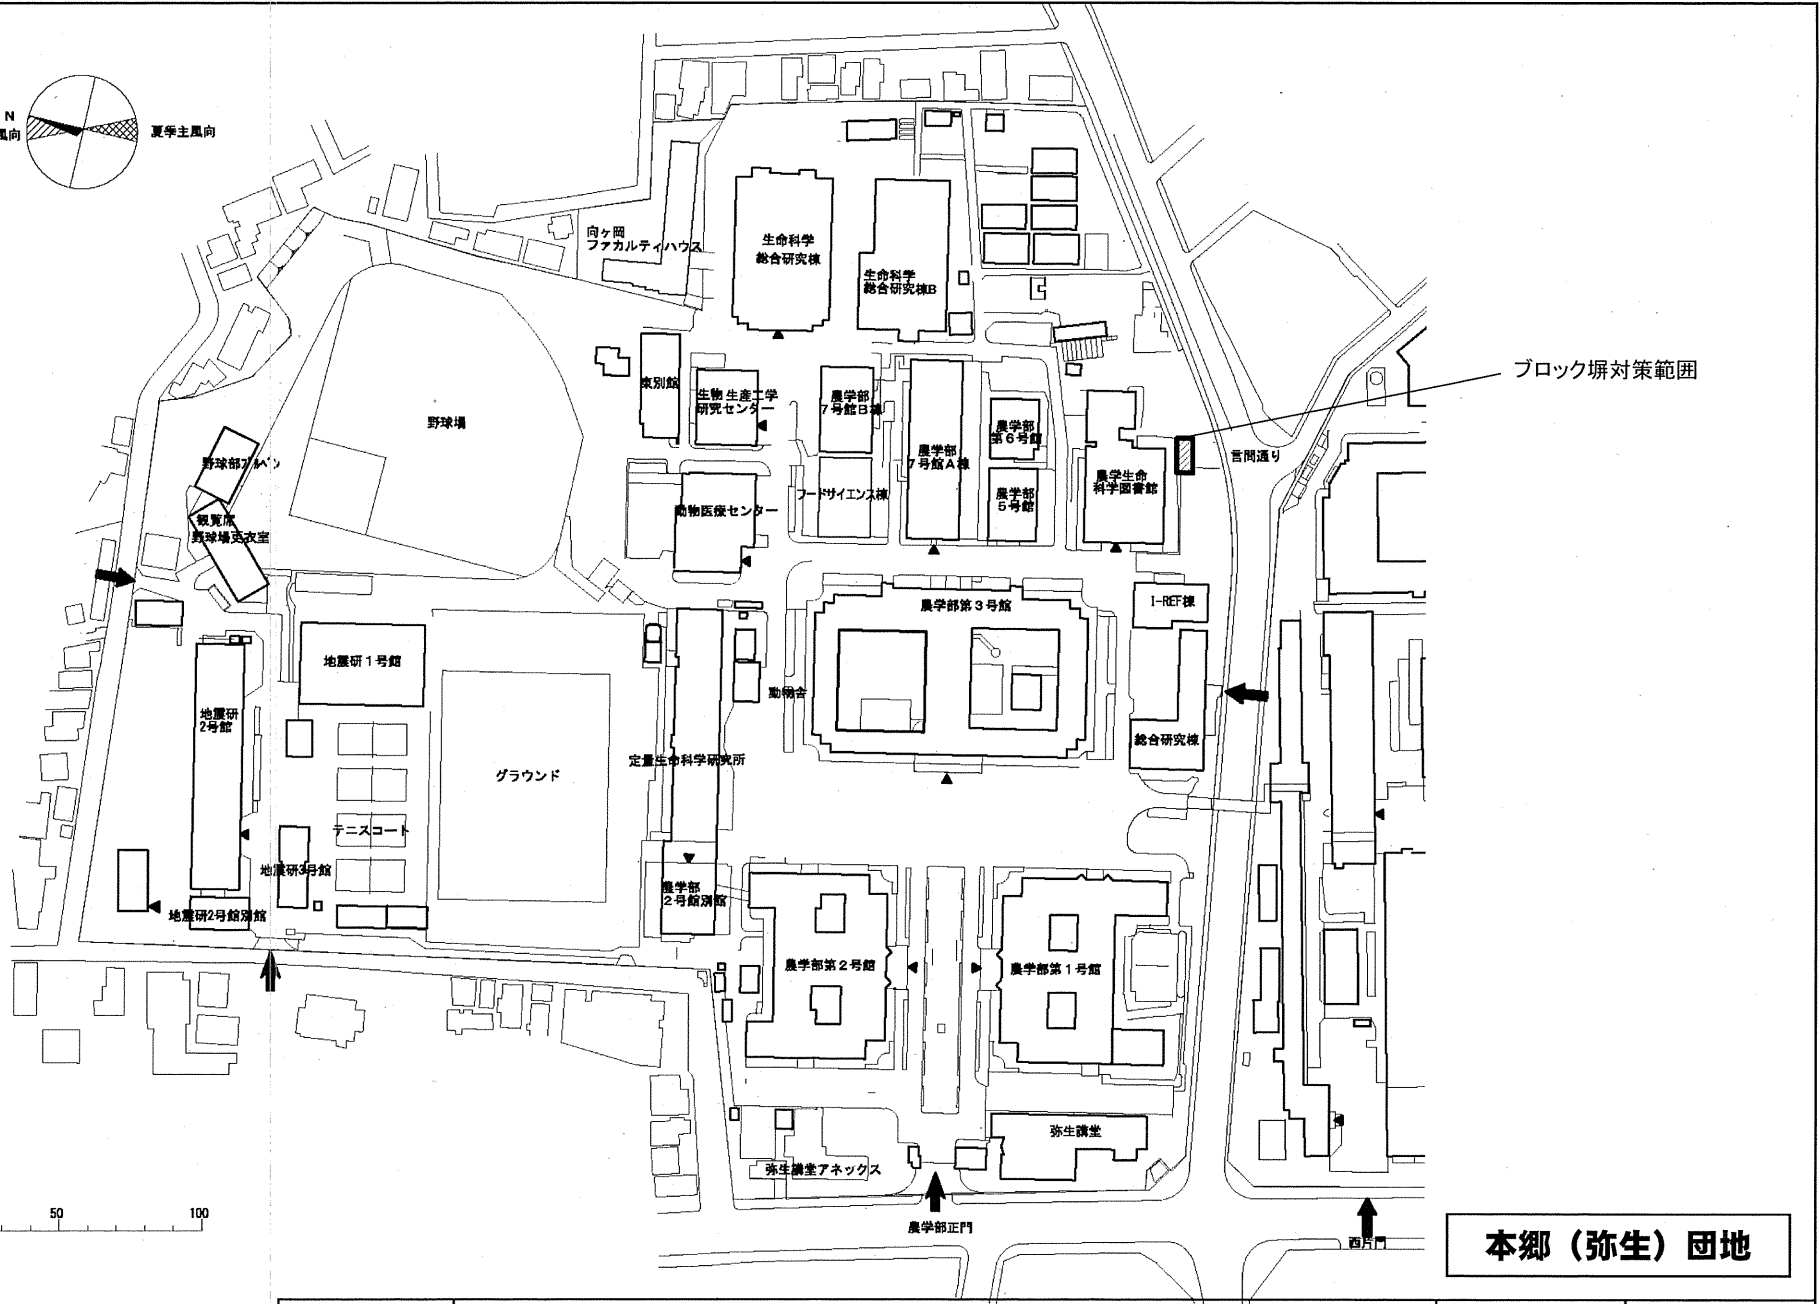 N
風向
夏季主風向
向ヶ岡
ファカルティハウス
生命科学
総合研究棟
生命科学
総合研究棟B
ブロック塀対策範囲
東別館
生物生産工学
研究センター
農学部
7号館B棟
農学部
7号館A棟
農学部
第6号館
野球場
言問通り
野球部ブルペン
農学生命
科学図書館
フードサイエンス棟
農学部
5号館
動物医療センター
観覧席
野球場更衣室
I-REF棟
農学部第3号館
地震研1号館
動物舎
地震研
2号館
総合研究棟
定量生命科学研究所
グラウンド
テニスコート
地震研3号館
農学部
2号館別館
地震研2号館別館
農学部第2号館
農学部第1号館
弥生講堂
弥生講堂アネックス
50
100
農学部正門
西片門
本郷（弥生）団地